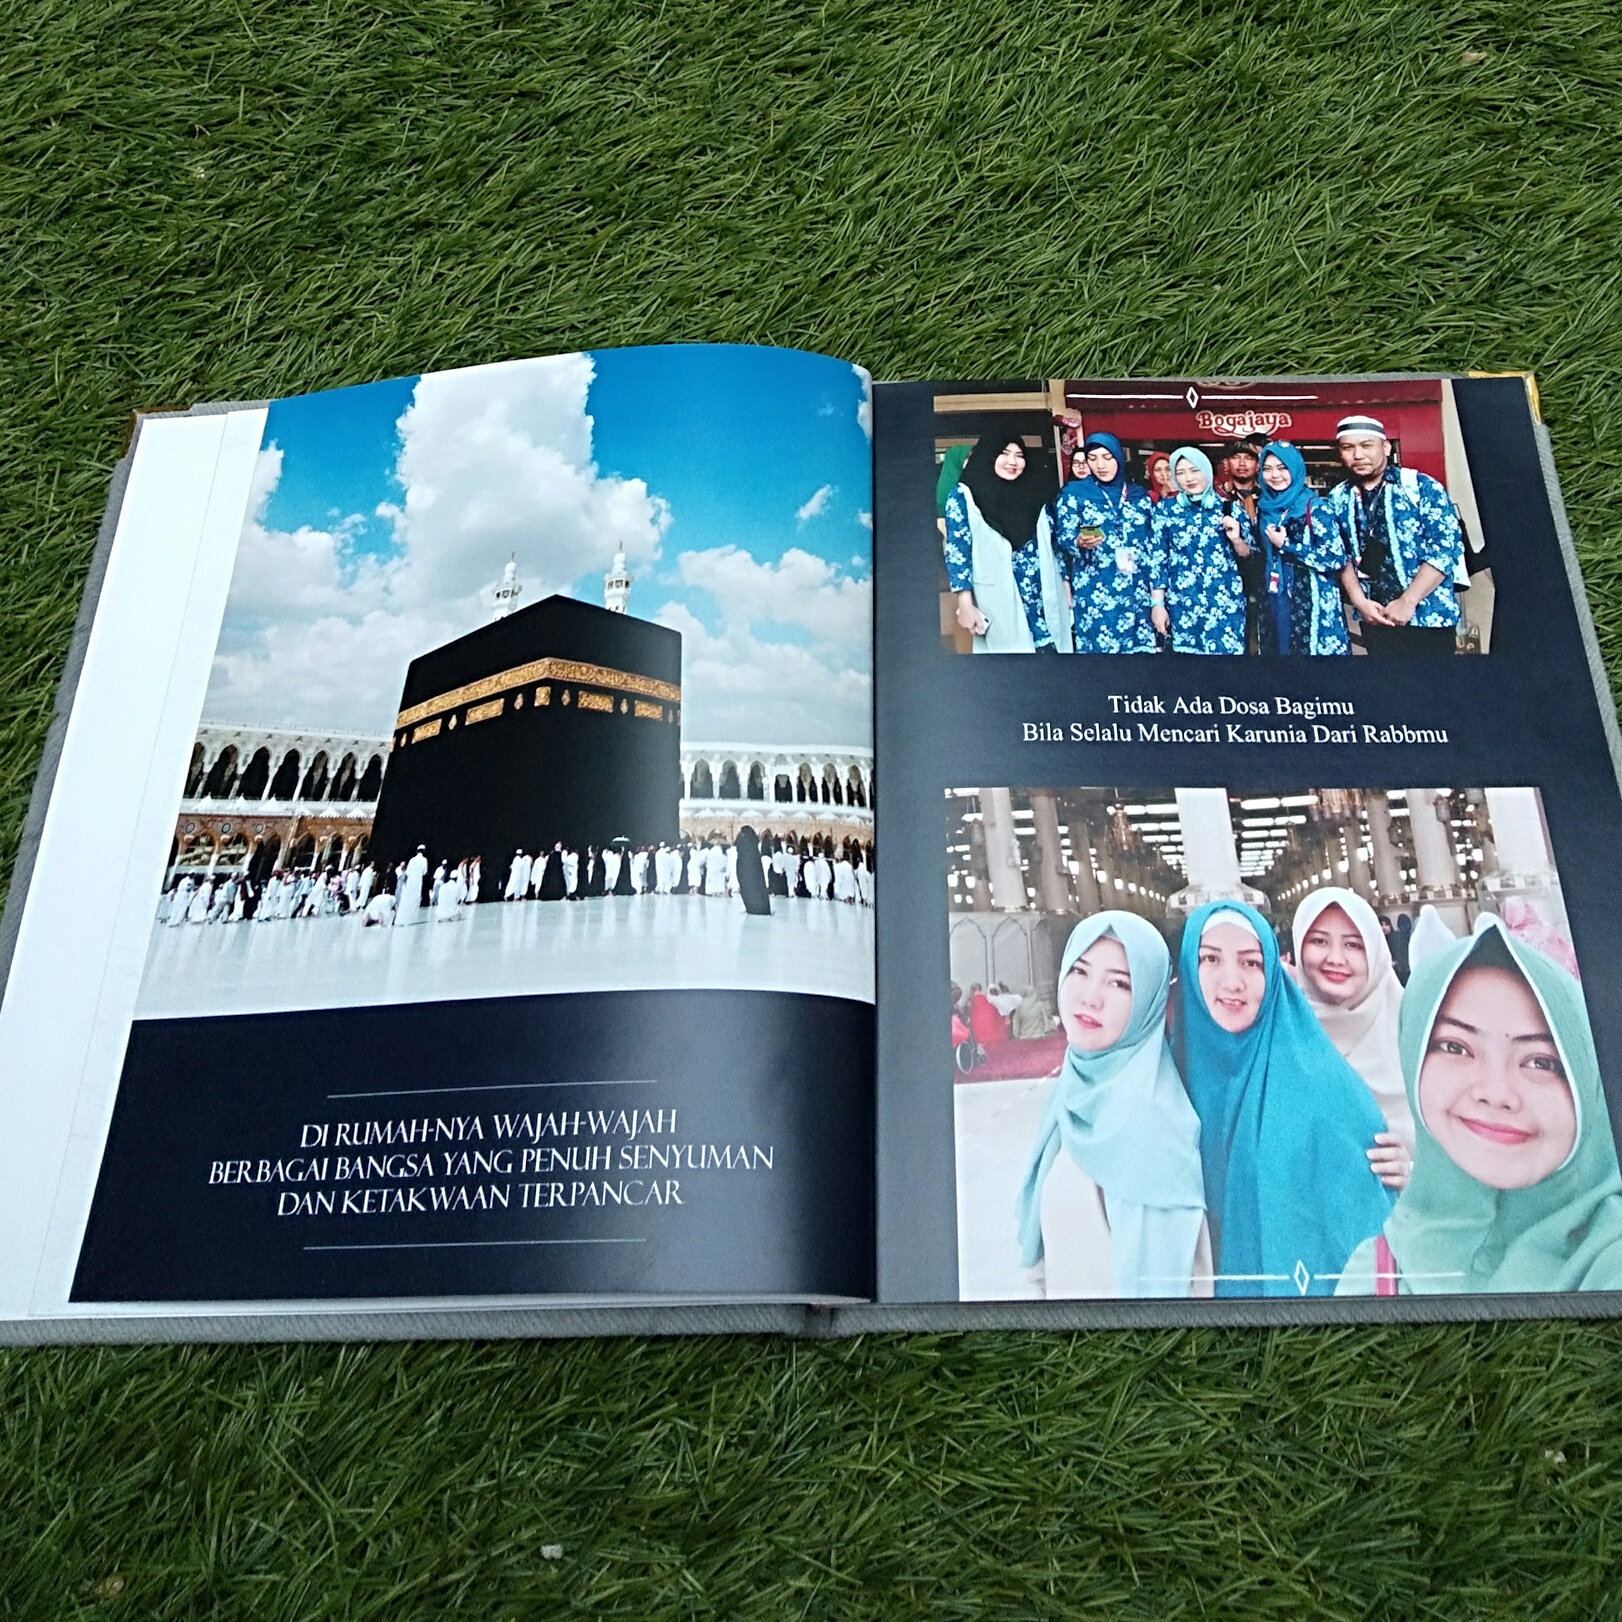 DI RUMAH-NYA WAJAH-WAJAH
BERBAGAI BANGSA YANG PENUH SENYUMAN
DAN KETAKWAAN TERPANCAR
Bogajaya
Tidak Ada Dosa Bagimu
Bila Selalu Mencari Karunia Dari Rabbmu